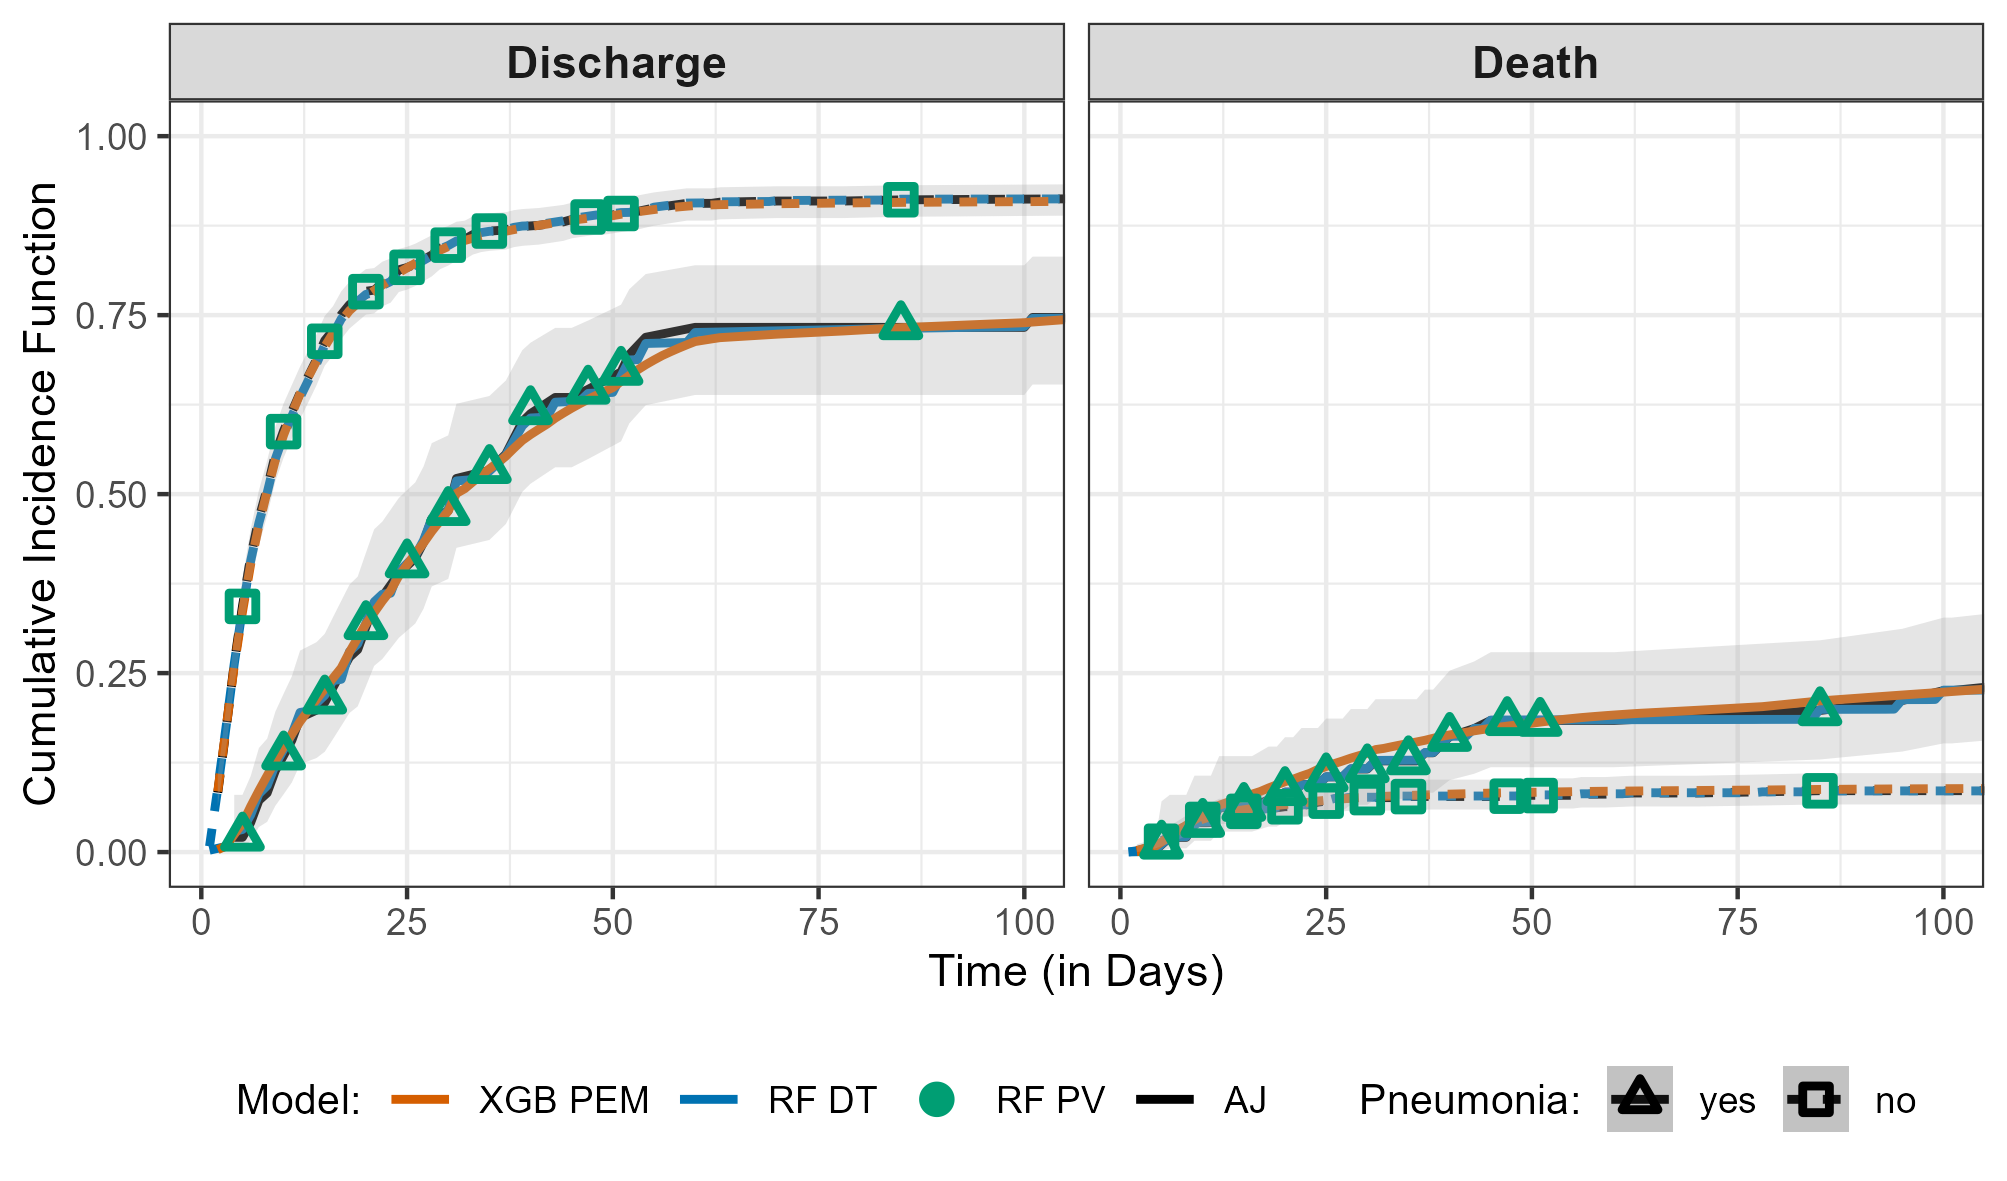 Discharge Death
Cumulative Incidence Function
1.00
0.75
0.50
0.25
0.00
0 25 50 75 100 0 25 50 75 100
Time (in Days)
Model: XGB PEM RF DT RF PV AJ Pneumonia: yes no